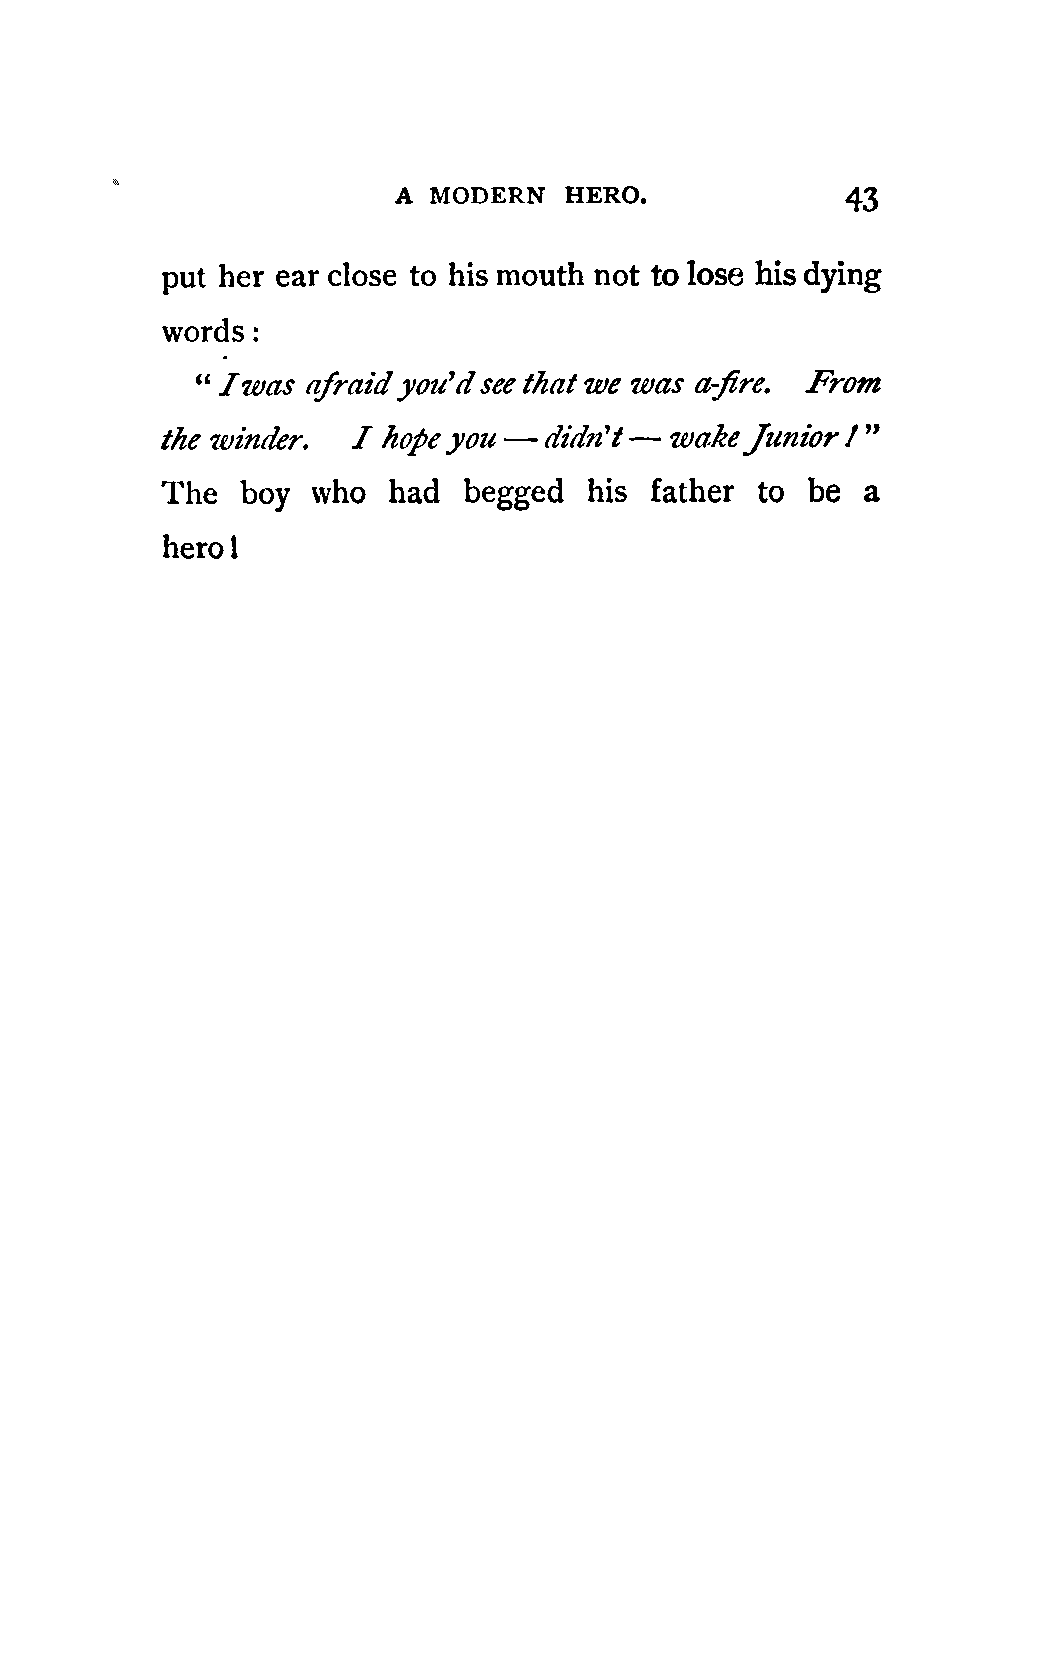 A MODERN HERO. 43
put her ear close to his mouth not to lose his dying
words:
"I was afraid you'd see that we was a-fire. From
the winder. I hope you — didn't — wake Junior!"
The boy who had begged his father to be a
hero!